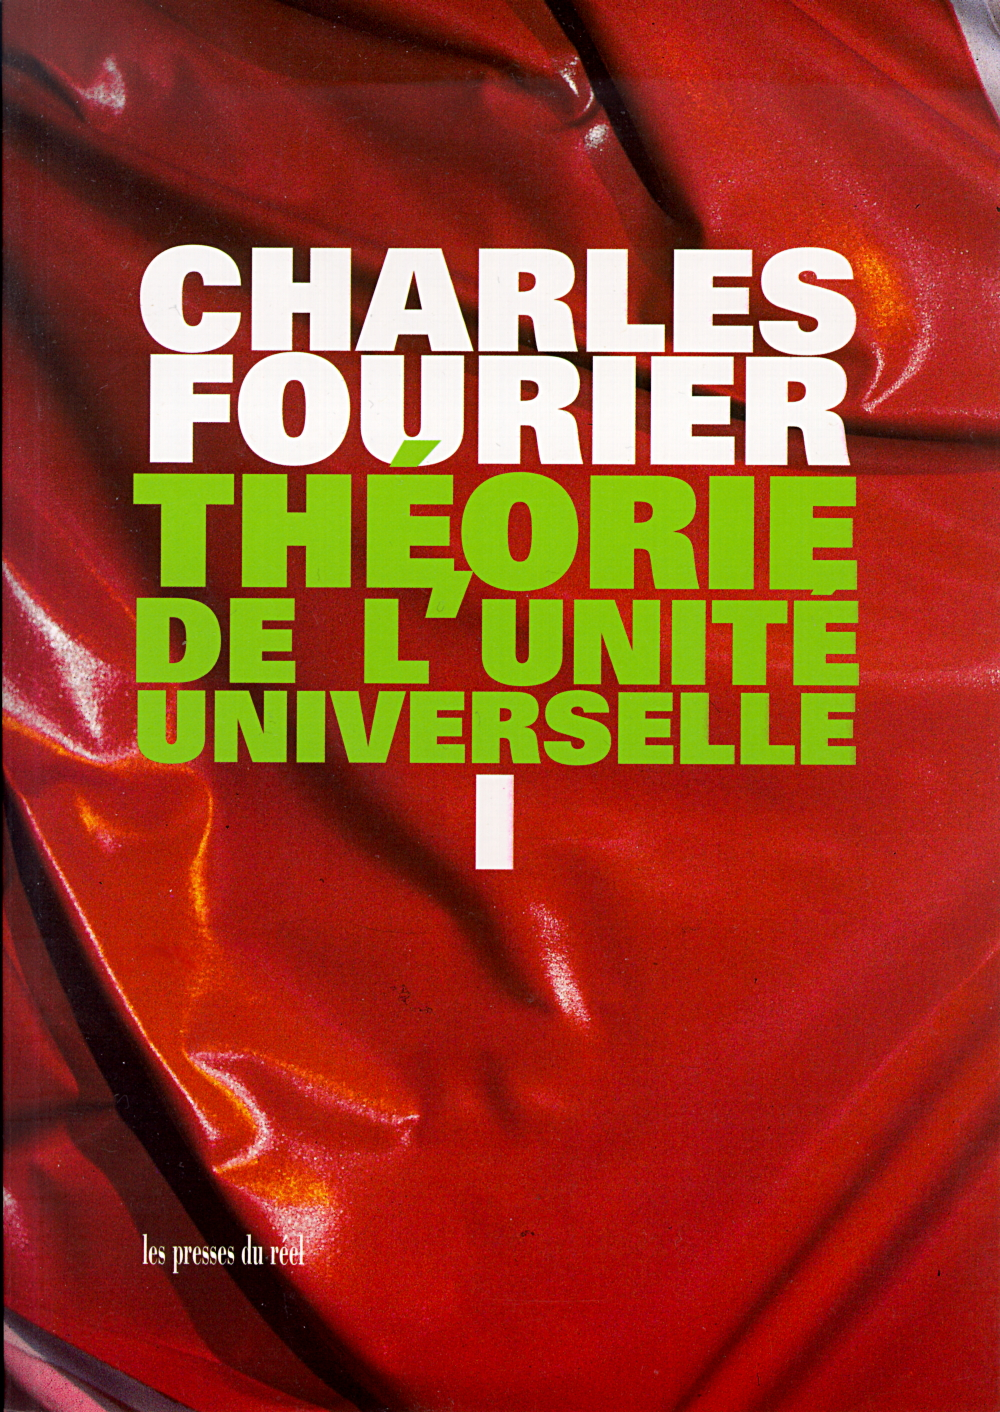 CHARLES
FOURIER
THÉORIE
DE L'UNITÉ
UNIVERSELLE
I
les presses du réel